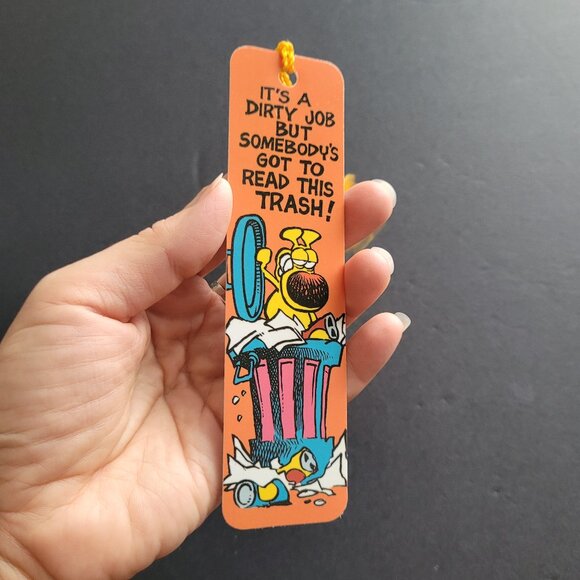 IT'S A
DIRTY JOB
BUT
SOMEBODY'S
GOT TO
READ THIS
TRASH!